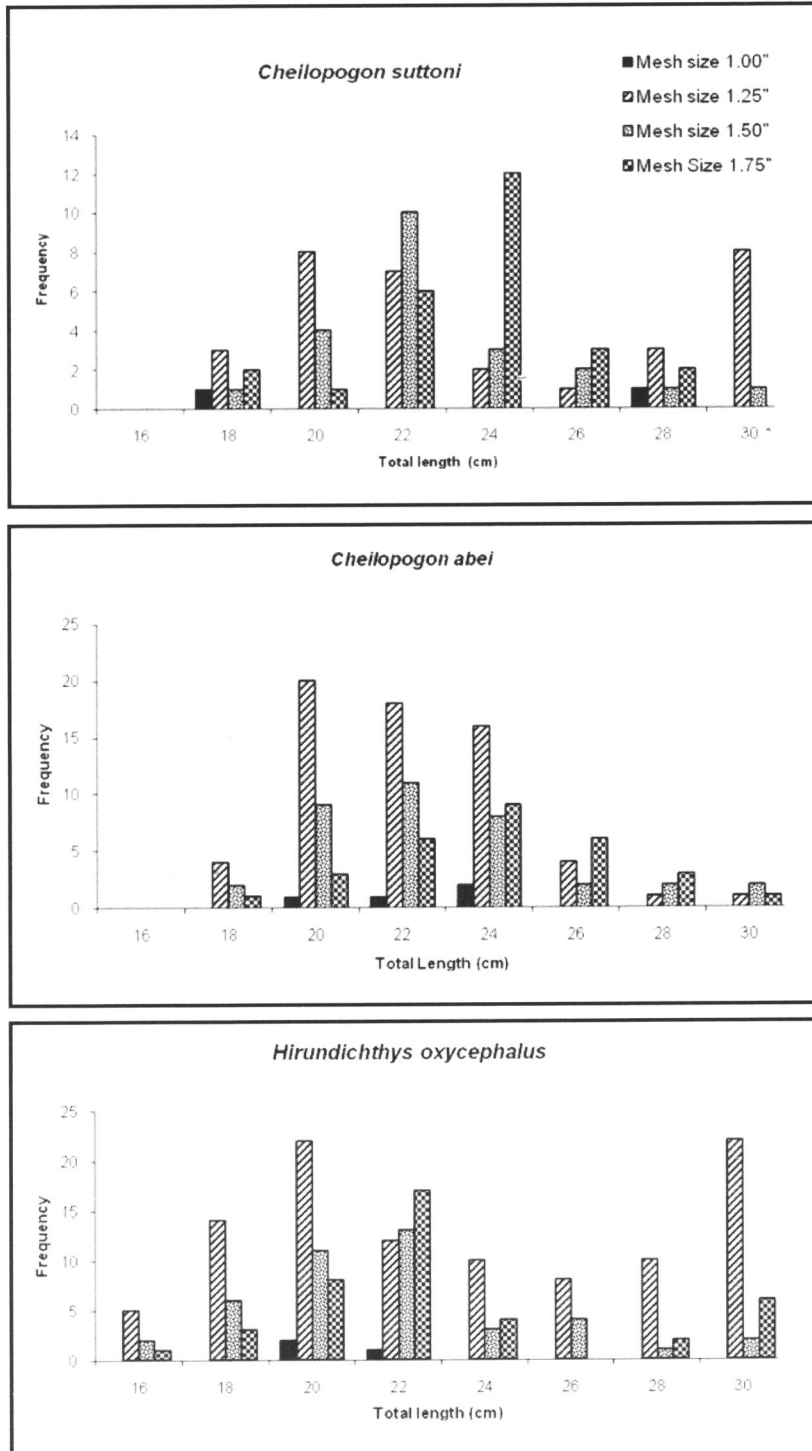 Cheilopogon suttoni
Mesh size 1.00"
Mesh size 1.25"
Mesh size 1.50"
Mesh Size 1.75"
14
12
10
8
6
4
2
0
Frequency
16 18 20 22 24 26 28 30
Total length (cm)
Cheilopogon abei
25
20
15
10
5
0
Frequency
16 18 20 22 24 26 28 30
Total Length (cm)
Hirundichthys oxycephalus
25
20
15
10
5
0
Frequency
16 18 20 22 24 26 28 30
Total length (cm)